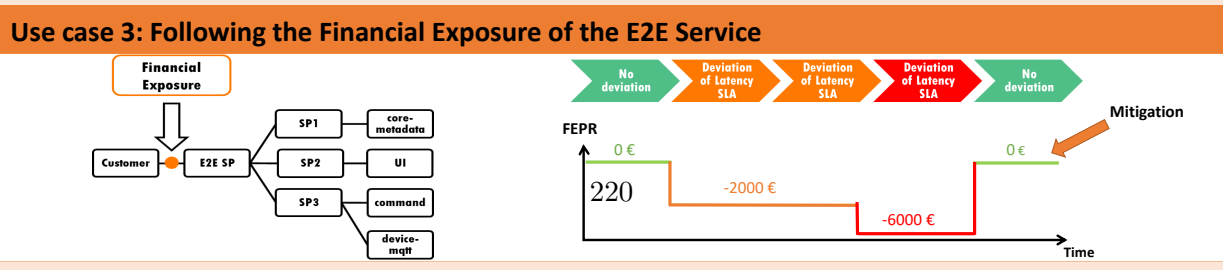 Use case 3: Following the Financial Exposure of the E2E Service
Financial
Exposure
Customer
E2E SP
SP1
SP2
SP3
core-
metadata
UI
command
device-
mqtt
No
deviation
Deviation
of Latency
SLA
Deviation
of Latency
SLA
Deviation
of Latency
SLA
No
deviation
Mitigation
FEPR
0 €
220
-2000 €
-6000 €
0 €
Time